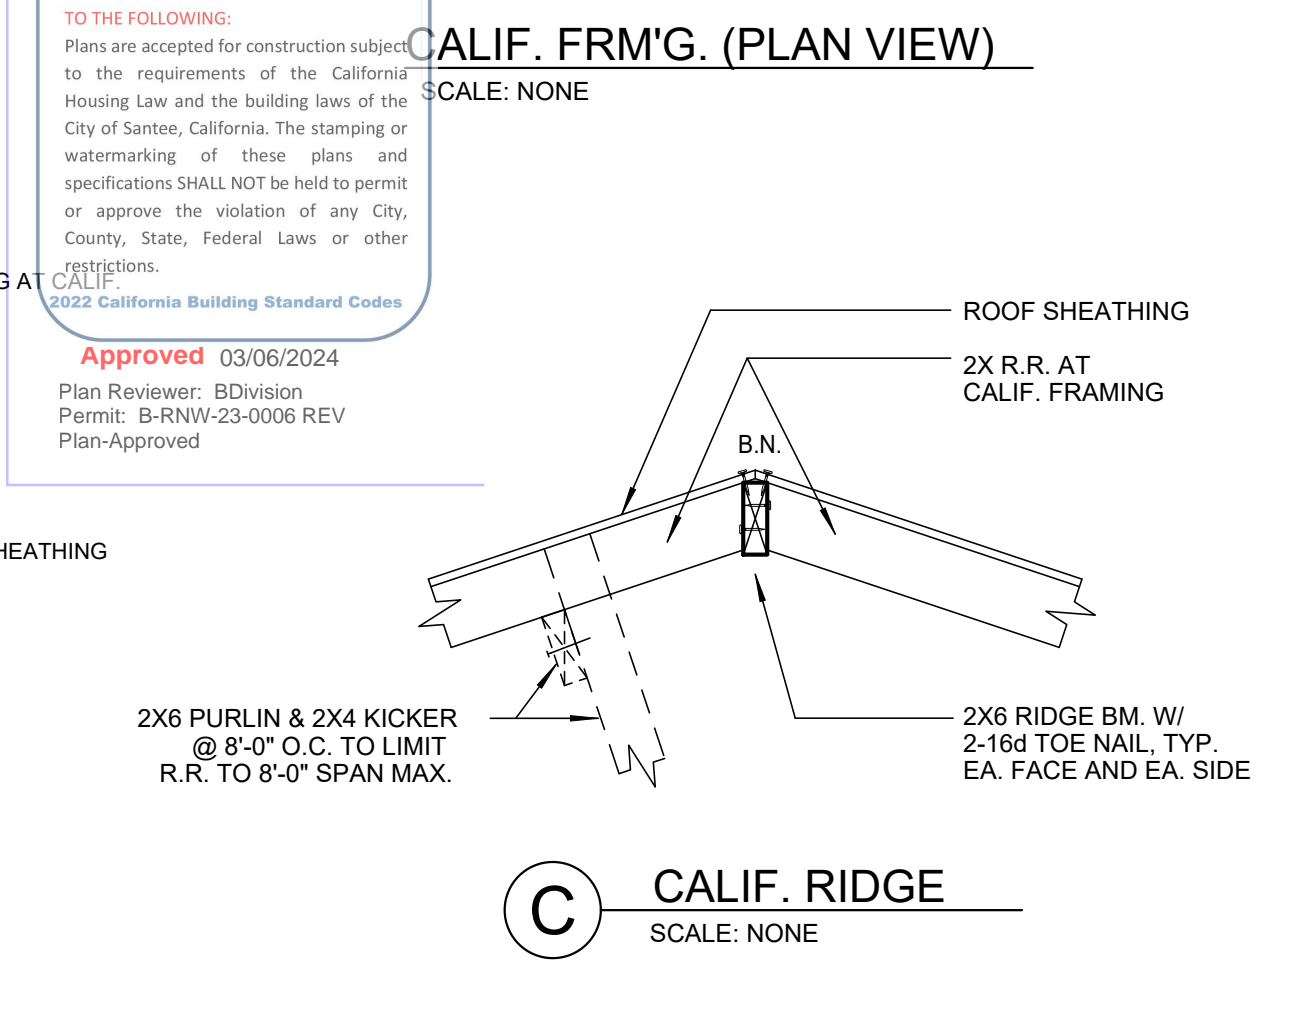 TO THE FOLLOWING:
Plans are accepted for construction subject
to the requirements of the California
Housing Law and the building laws of the
City of Santee, California. The stamping or
watermarking of these plans and
specifications SHALL NOT be held to permit
or approve the violation of any City,
County, State, Federal Laws or other
restrictions.
2022 California Building Standard Codes
Approved 03/06/2024
Plan Reviewer: BDivision
Permit: B-RNW-23-0006 REV
Plan-Approved
CALIF. FRM'G. (PLAN VIEW)
SCALE: NONE
G AT CALIF.
HEATHING
ROOF SHEATHING
2X R.R. AT
CALIF. FRAMING
B.N.
2X6 PURLIN & 2X4 KICKER
@ 8'-0" O.C. TO LIMIT
R.R. TO 8'-0" SPAN MAX.
2X6 RIDGE BM. W/
2-16d TOE NAIL, TYP.
EA. FACE AND EA. SIDE
C
CALIF. RIDGE
SCALE: NONE